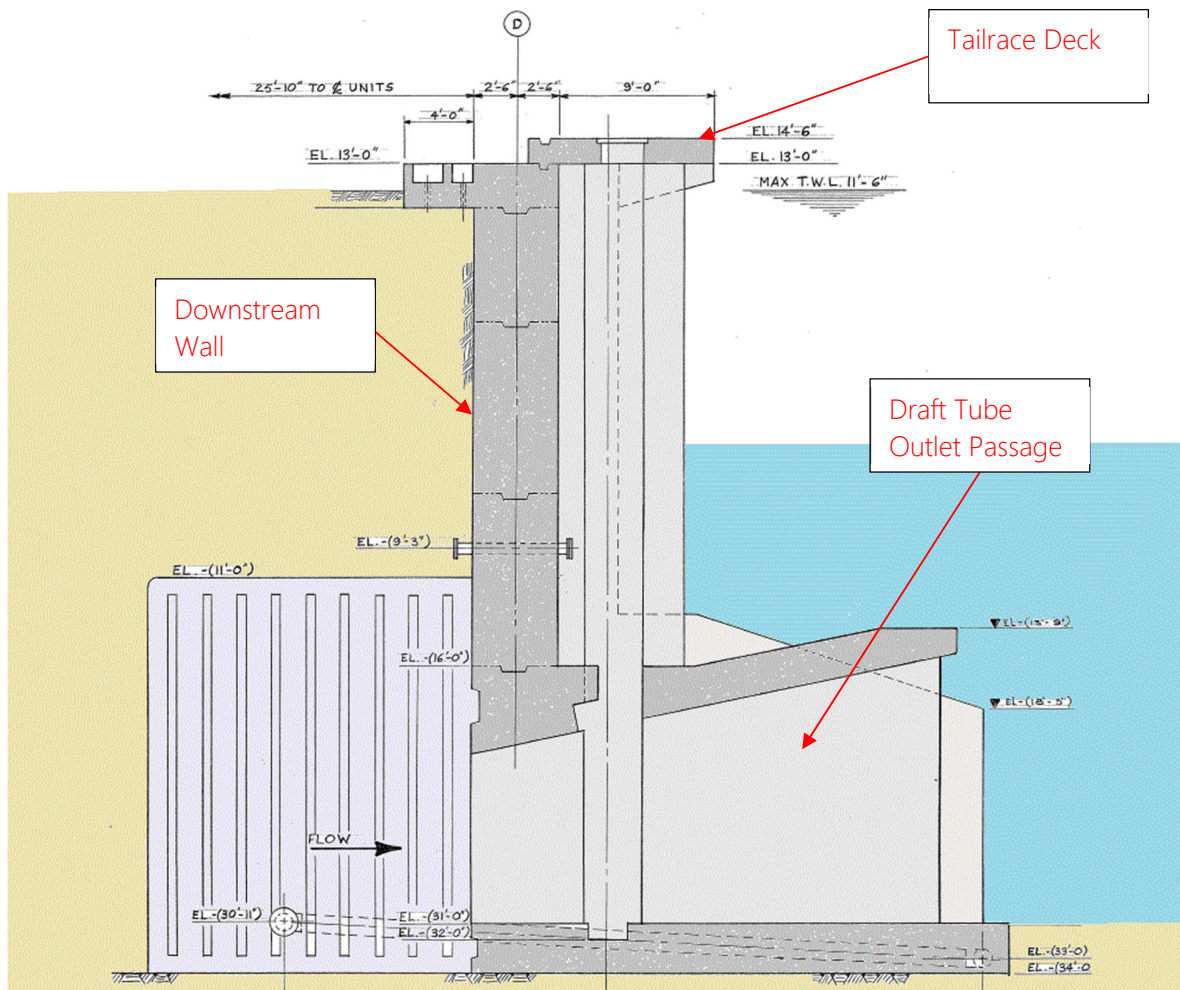 D
Tailrace Deck
25'-10" TO ℄ UNITS
2'-6"
2'-6"
9'-0"
4'-0"
EL. 14'-6"
EL. 13'-0"
EL. 13'-0"
MAX T.W.L. 11'-6"
Downstream
Wall
Draft Tube
Outlet Passage
EL.-(9'-3")
EL.-(11'-0")
EL-(13'-9")
EL.-(16'-0")
EL-(18'-5")
FLOW
EL.-(30'-11")
EL.-(31'-0")
EL.-(32'-0")
EL.-(33'-0)
EL.-(34'-0